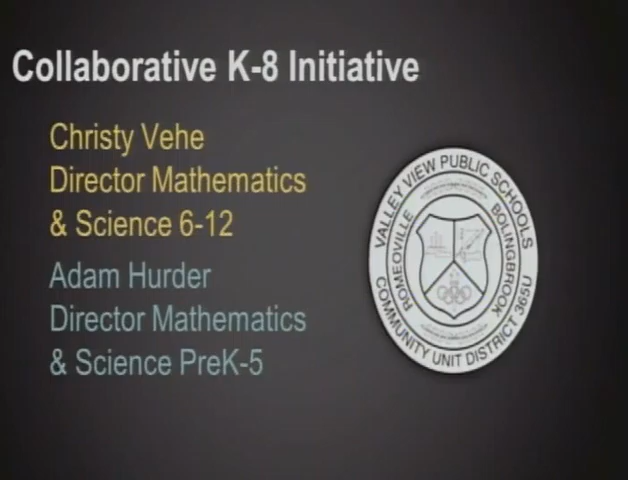 Collaborative K-8 Initiative
Christy Vehe
Director Mathematics
& Science 6-12
Adam Hurder
Director Mathematics
& Science PreK-5
VALLEY VIEW PUBLIC SCHOOLS
ROMEOVILLE
BOLINGBROOK
COMMUNITY UNIT DISTRICT 365U